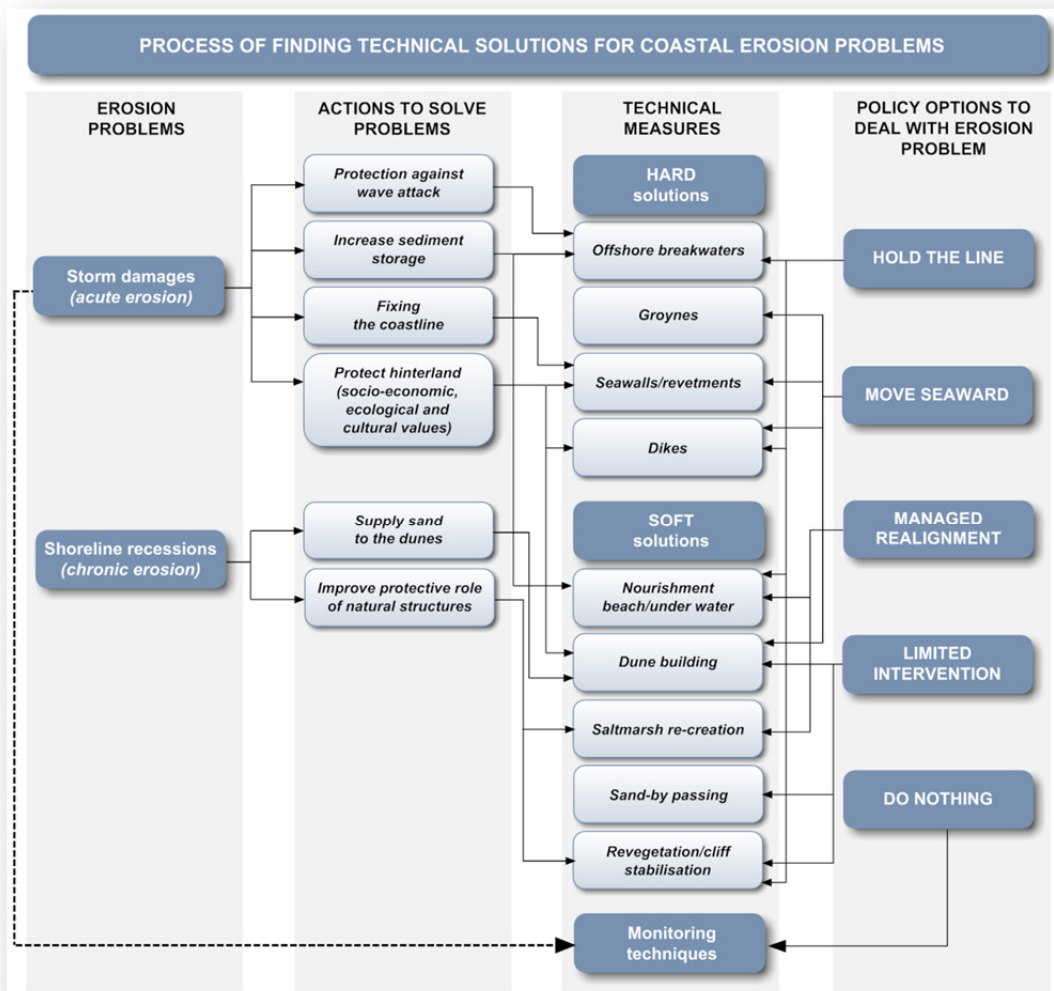 PROCESS OF FINDING TECHNICAL SOLUTIONS FOR COASTAL EROSION PROBLEMS
EROSION
PROBLEMS
ACTIONS TO SOLVE
PROBLEMS
TECHNICAL
MEASURES
POLICY OPTIONS TO
DEAL WITH EROSION
PROBLEM
Storm damages
(acute erosion)
Shoreline recessions
(chronic erosion)
Protection against
wave attack
Increase sediment
storage
Fixing
the coastline
Protect hinterland
(socio-economic,
ecological and
cultural values)
Supply sand
to the dunes
Improve protective role
of natural structures
HARD
solutions
Offshore breakwaters
Groynes
Seawalls/revetments
Dikes
SOFT
solutions
Nourishment
beach/under water
Dune building
Saltmarsh re-creation
Sand-by passing
Revegetation/cliff
stabilisation
Monitoring
techniques
HOLD THE LINE
MOVE SEAWARD
MANAGED
REALIGNMENT
LIMITED
INTERVENTION
DO NOTHING